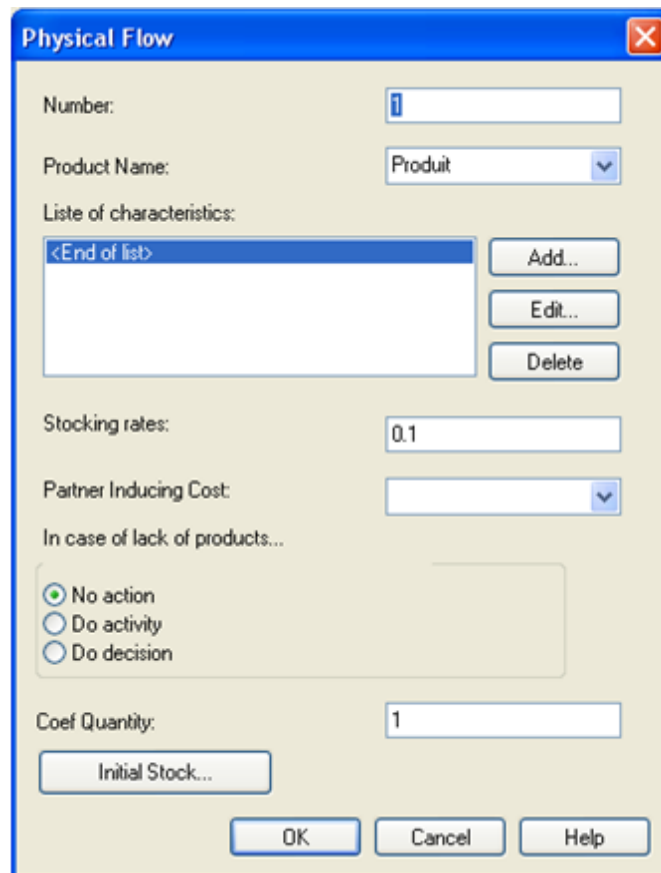 Physical Flow
Number:
1
Product Name:
Produit
Liste of characteristics:
<End of list>
Add...
Edit...
Delete
Stocking rates:
0.1
Partner Inducing Cost:
In case of lack of products...
No action
Do activity
Do decision
Coef Quantity:
1
Initial Stock...
OK Cancel Help